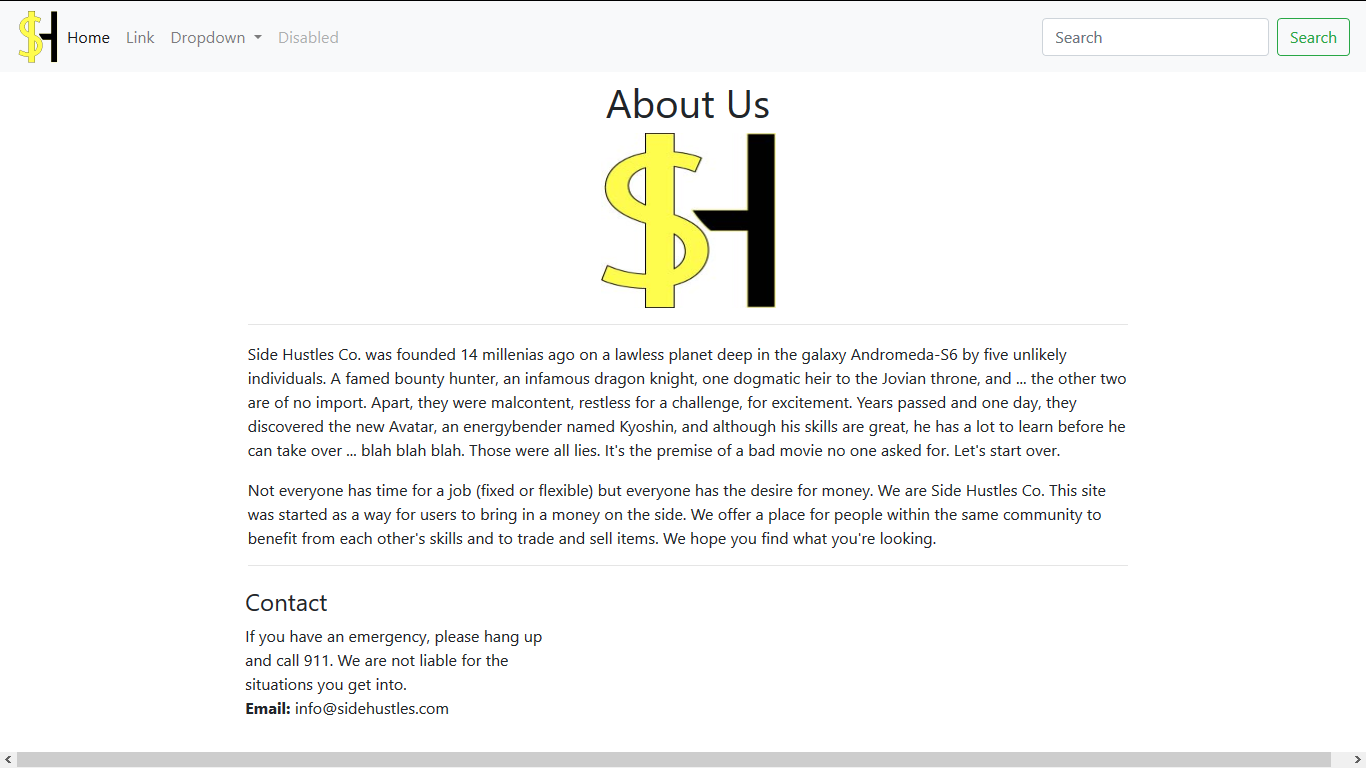 $H Home Link Dropdown Disabled Search Search
About Us
$H
Side Hustles Co. was founded 14 millenias ago on a lawless planet deep in the galaxy Andromeda-S6 by five unlikely
individuals. A famed bounty hunter, an infamous dragon knight, one dogmatic heir to the Jovian throne, and ... the other two
are of no import. Apart, they were malcontent, restless for a challenge, for excitement. Years passed and one day, they
discovered the new Avatar, an energybender named Kyoshin, and although his skills are great, he has a lot to learn before he
can take over ... blah blah blah. Those were all lies. It's the premise of a bad movie no one asked for. Let's start over.
Not everyone has time for a job (fixed or flexible) but everyone has the desire for money. We are Side Hustles Co. This site
was started as a way for users to bring in a money on the side. We offer a place for people within the same community to
benefit from each other's skills and to trade and sell items. We hope you find what you're looking.
Contact
If you have an emergency, please hang up
and call 911. We are not liable for the
situations you get into.
Email: info@sidehustles.com